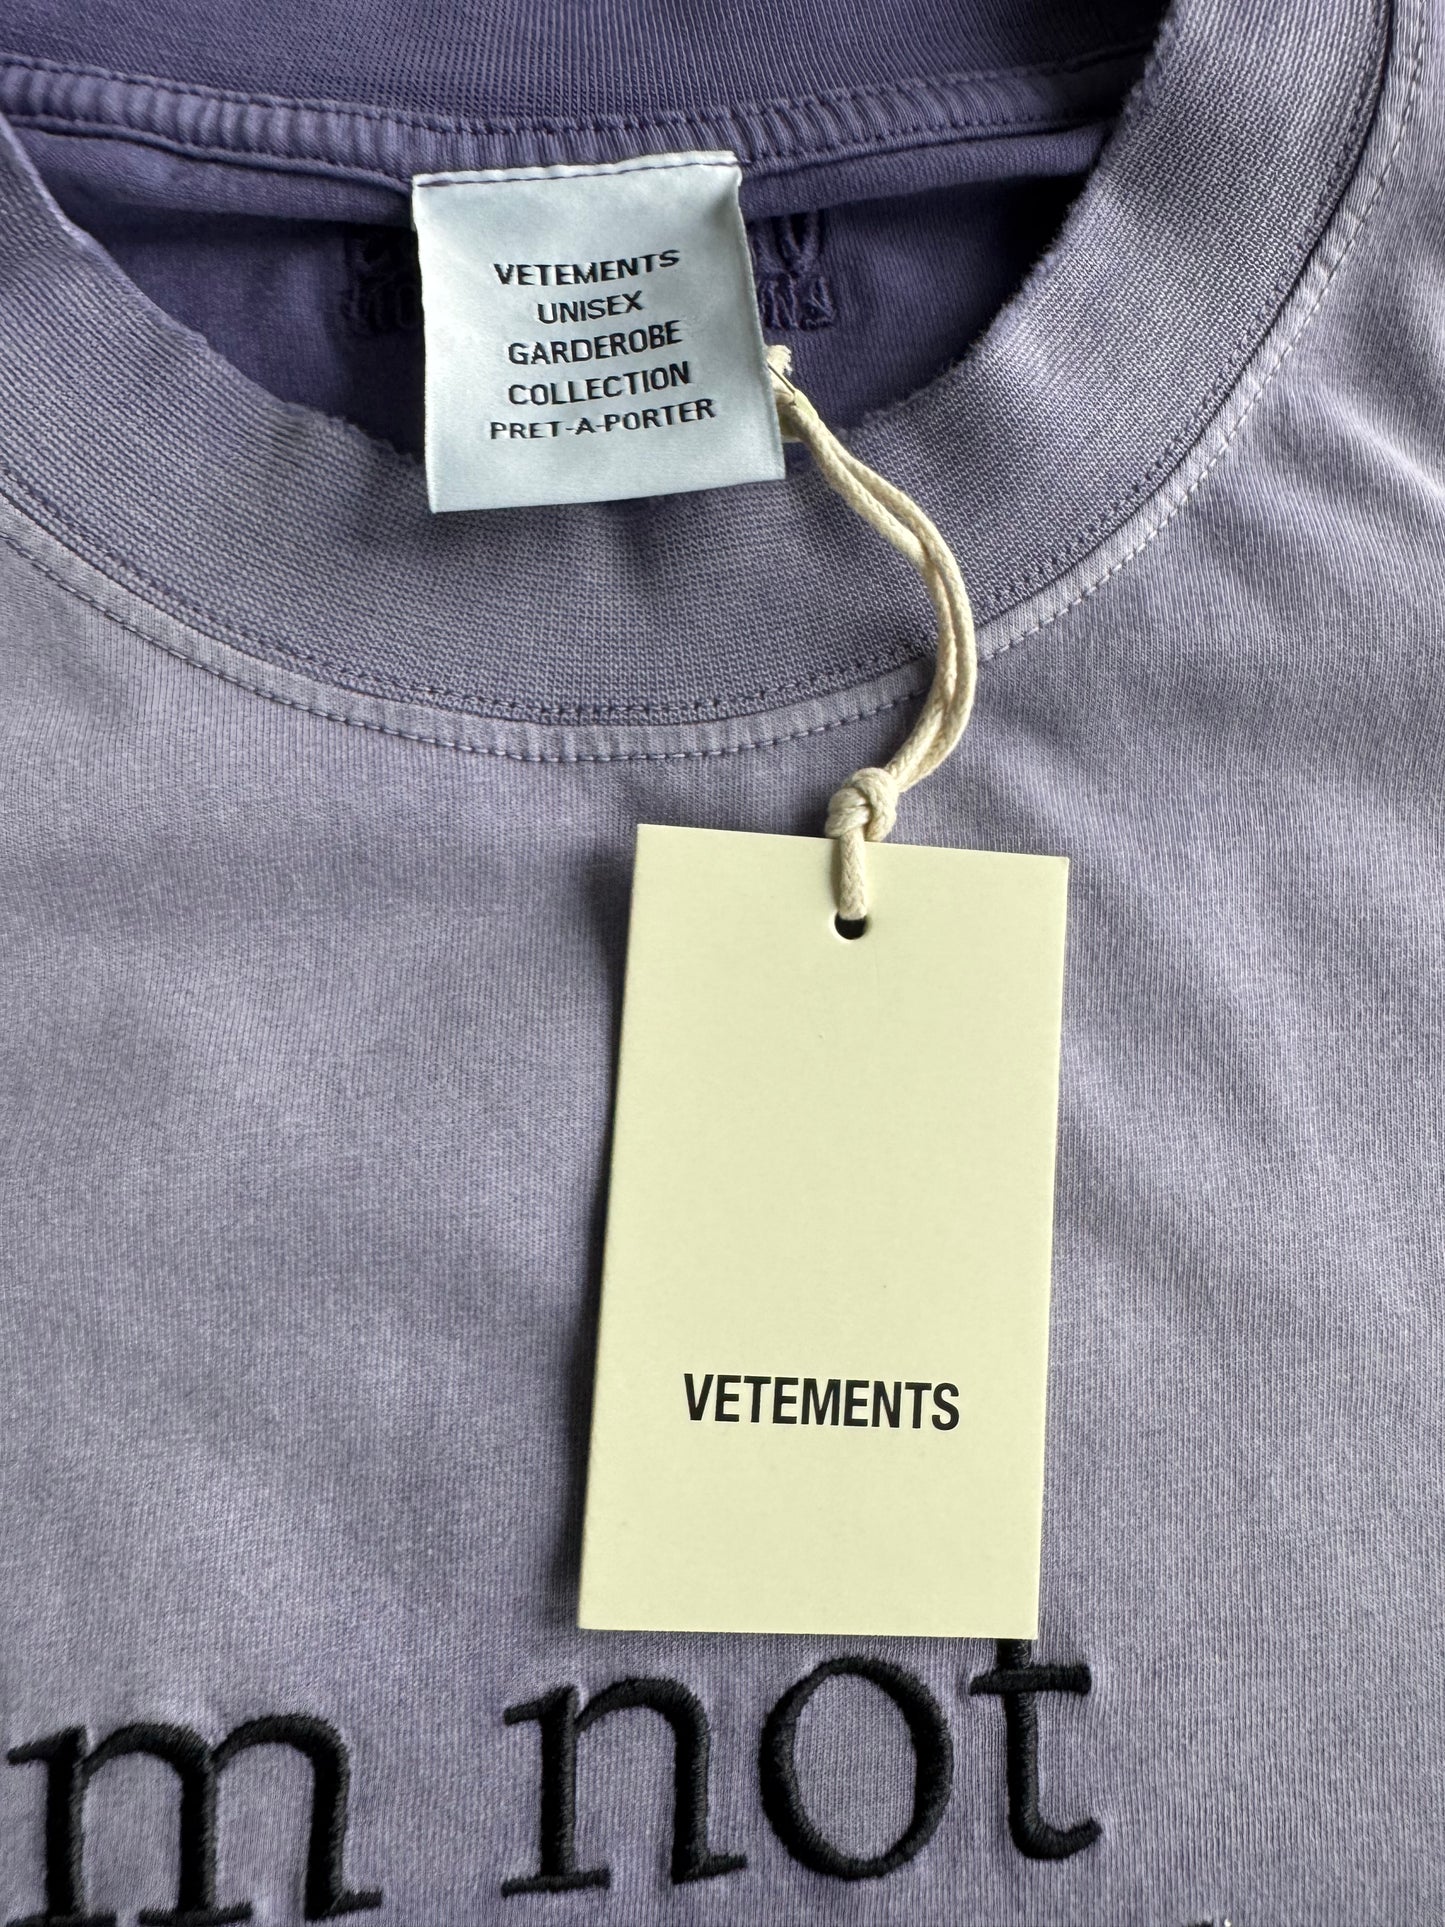 VETEMENTS
UNISEX
GARDEROBE
COLLECTION
PRET-A-PORTER
VETEMENTS
m not